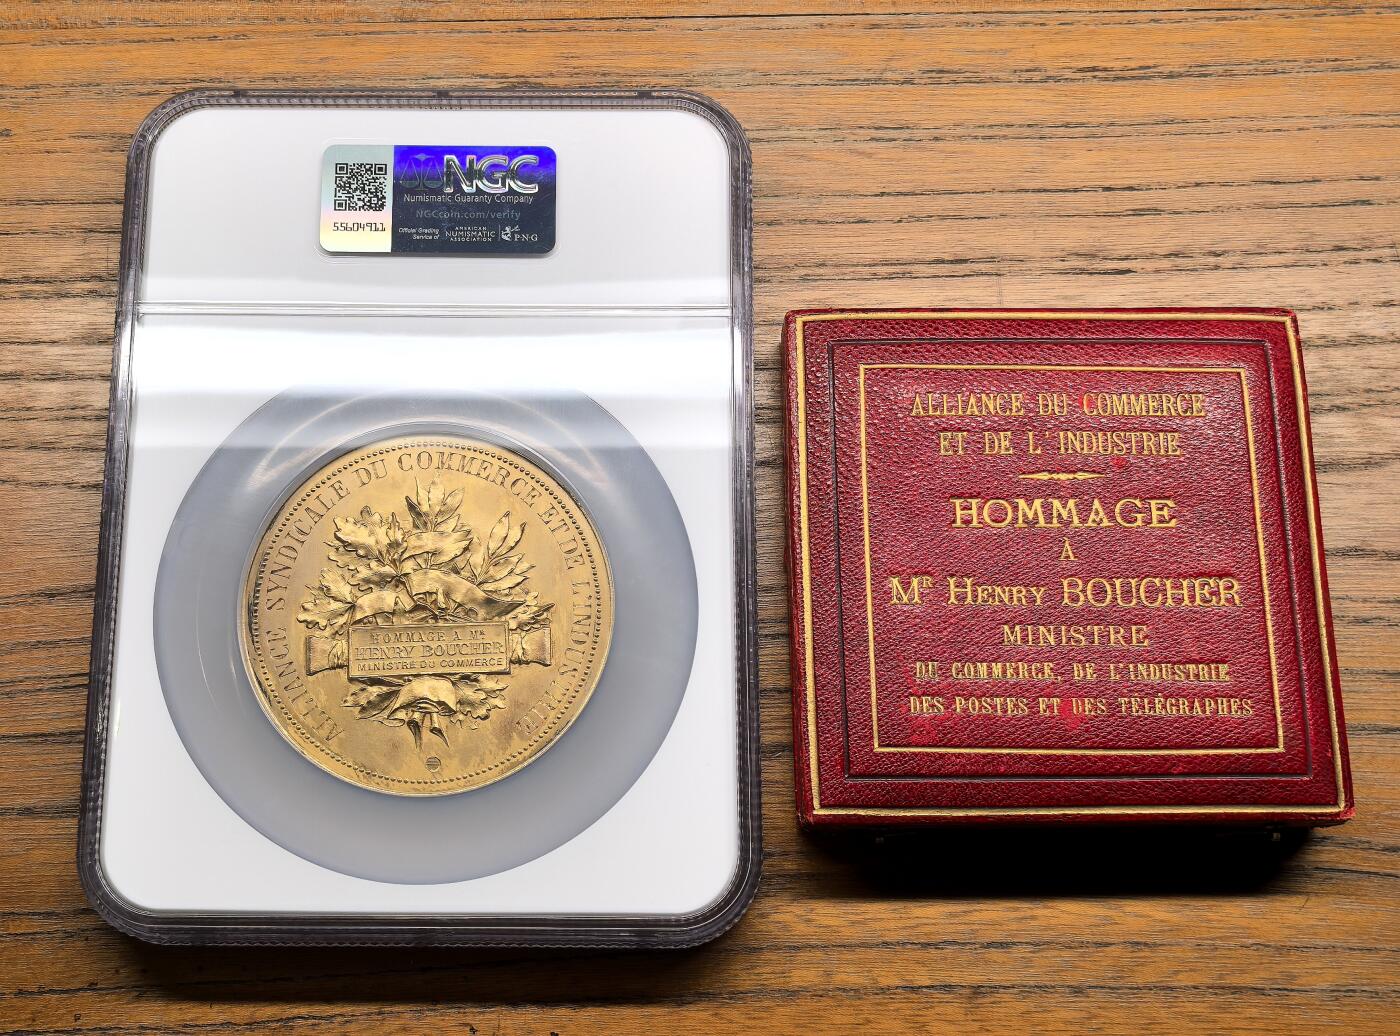 NGC
Numismatic Guaranty Company
NGCcoin.com/verify
55604911
Official Grading
Service of
AMERICAN
NUMISMATIC
ASSOCIATION
P·N·G
ALLIANCE SYNDICALE DU COMMERCE ET DE L'INDUSTRIE
HOMMAGE A MR
HENRY BOUCHER
MINISTRE DU COMMERCE
ALLIANCE DU COMMERCE
ET DE L'INDUSTRIE
HOMMAGE
A
MR HENRY BOUCHER
MINISTRE
DU COMMERCE, DE L'INDUSTRIE
DES POSTES ET DES TÉLÉGRAPHES